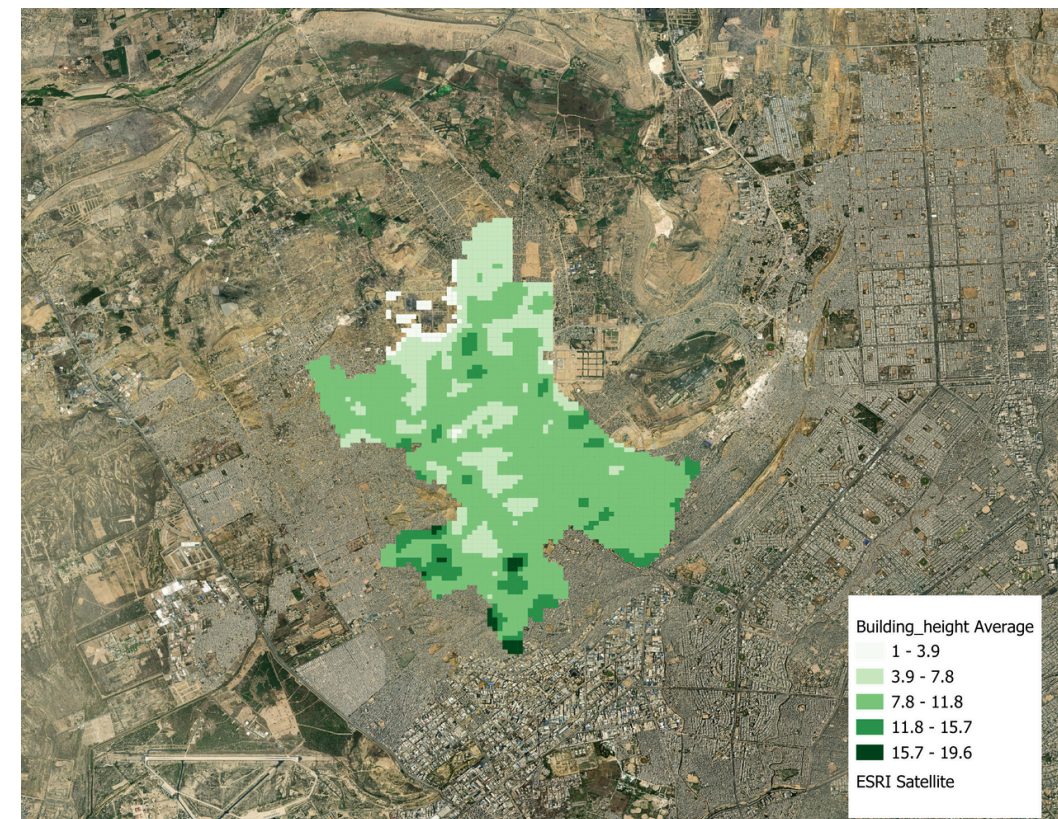 Building_height Average
1 - 3.9
3.9 - 7.8
7.8 - 11.8
11.8 - 15.7
15.7 - 19.6
ESRI Satellite